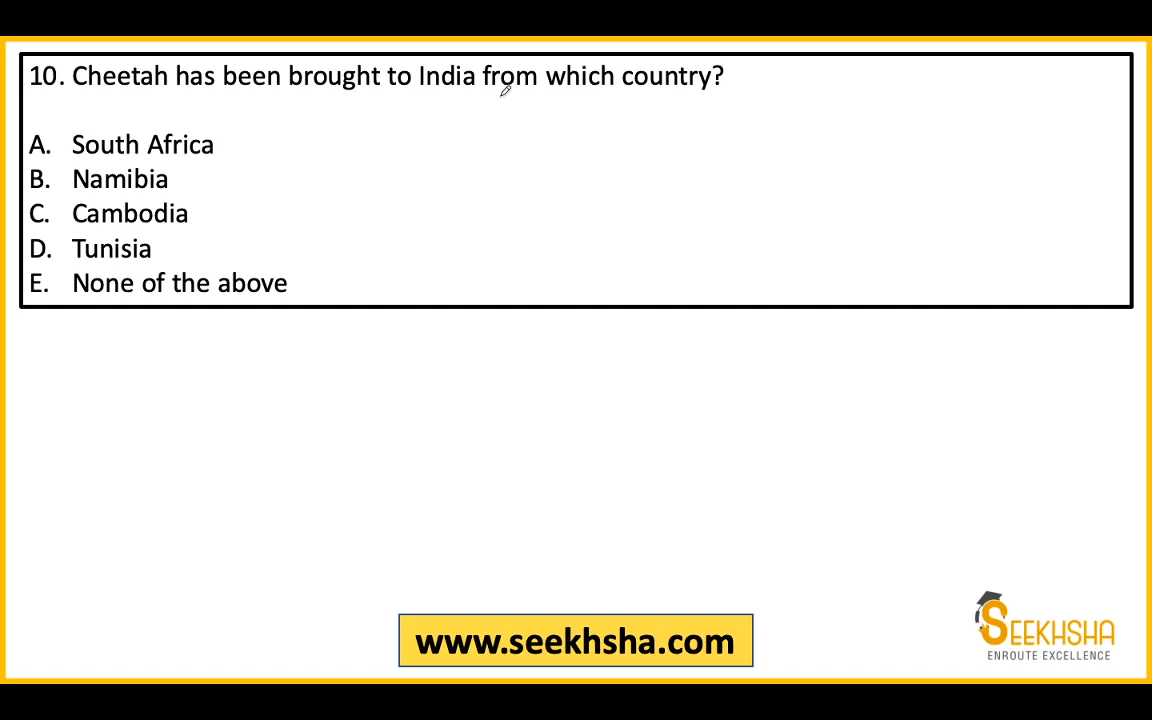 10. Cheetah has been brought to India from which country?
A. South Africa
B. Namibia
C. Cambodia
D. Tunisia
E. None of the above
www.seekhsha.com
SEEKHSHA
ENROUTE EXCELLENCE